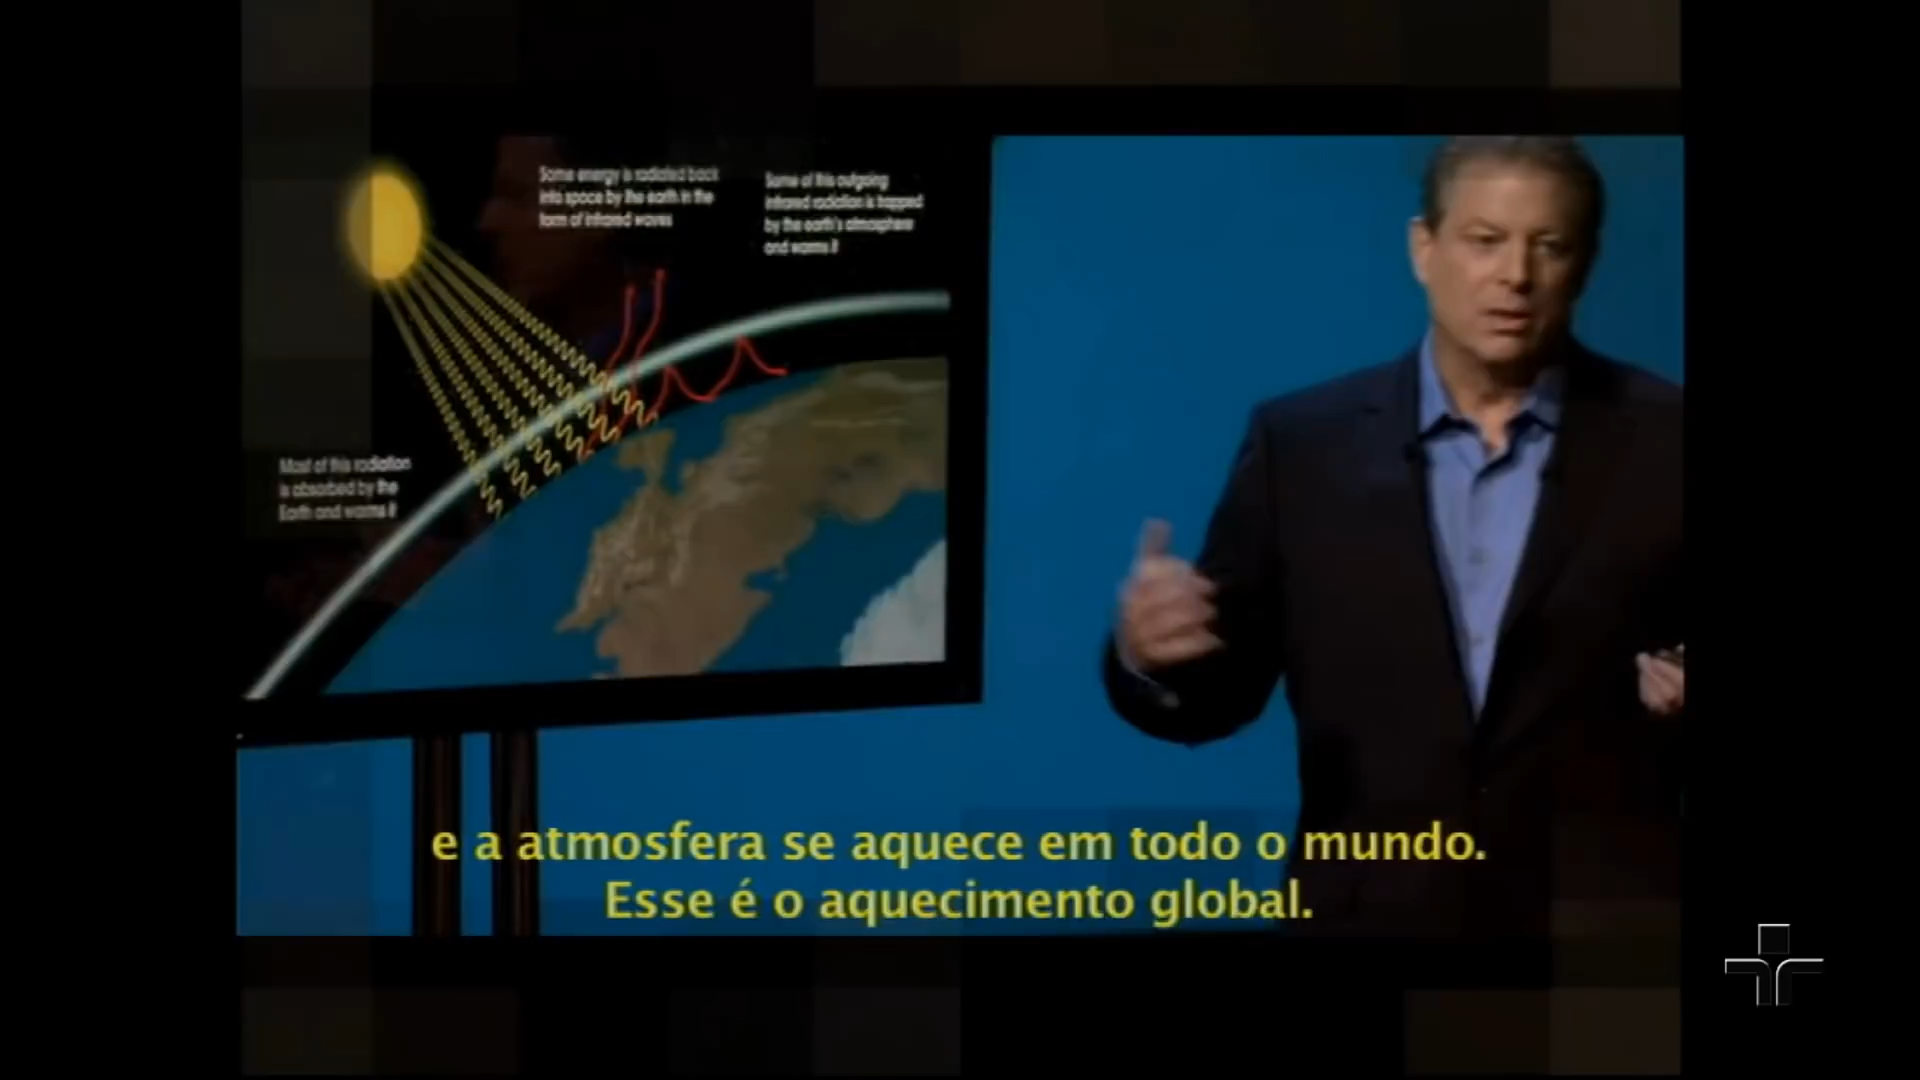 Some energy is radiated back
into space by the earth in the
form of infrared waves
Some of this outgoing
infrared radiation is trapped
by the earth's atmosphere
and warms it
Most of this radiation
is absorbed by the
Earth and warms it
e a atmosfera se aquece em todo o mundo.
Esse é o aquecimento global.